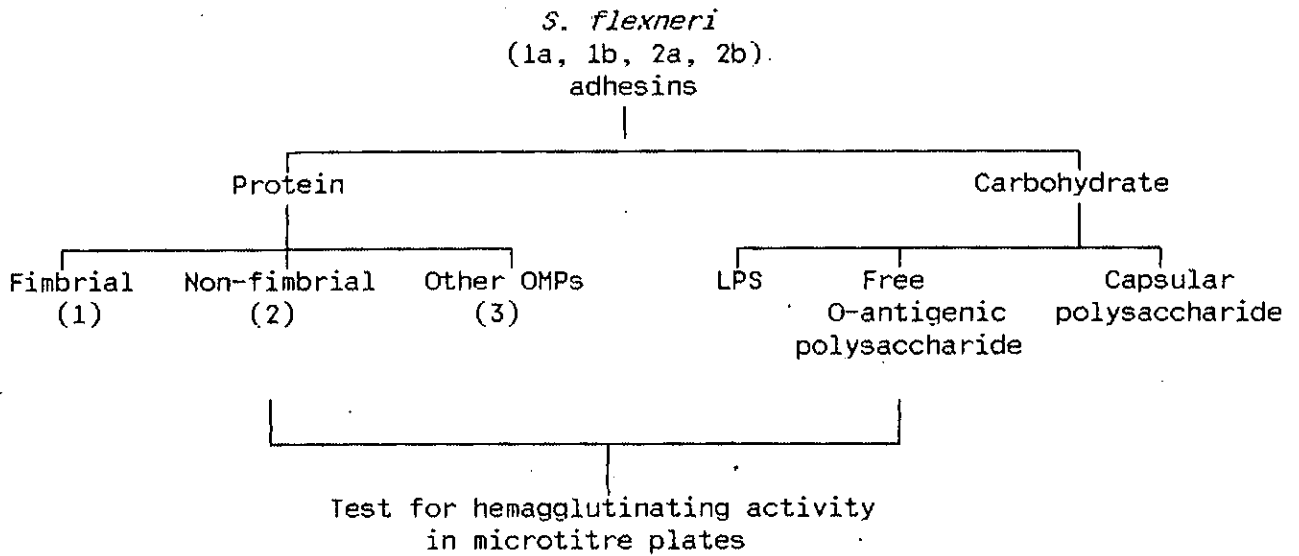 S. flexneri
(1a, 1b, 2a, 2b).
adhesins
Protein Carbohydrate
Fimbrial Non-fimbrial Other OMPs LPS Free Capsular
(1) (2) (3) O-antigenic polysaccharide
polysaccharide
Test for hemagglutinating activity
in microtitre plates